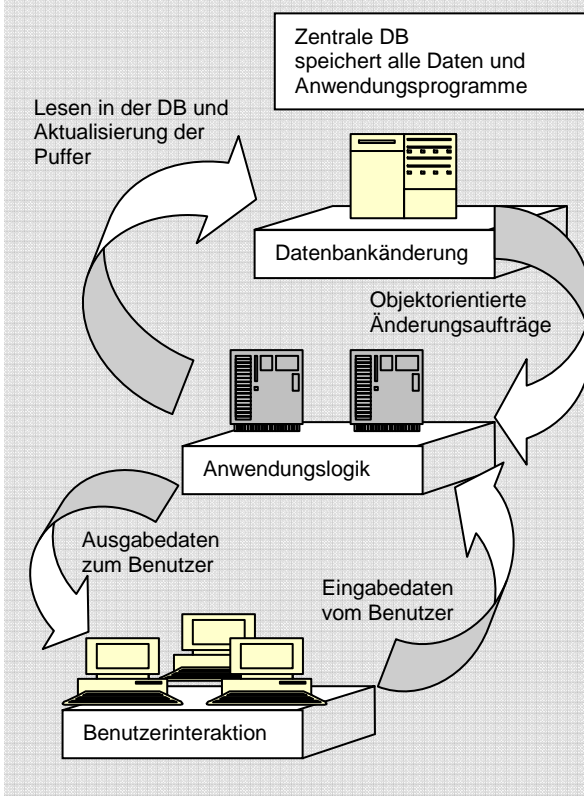 Zentrale DB
speichert alle Daten und
Anwendungsprogramme
Lesen in der DB und
Aktualisierung der
Puffer
Datenbankänderung
Objektorientierte
Änderungsaufträge
Anwendungslogik
Ausgabedaten
zum Benutzer
Eingabedaten
vom Benutzer
Benutzerinteraktion